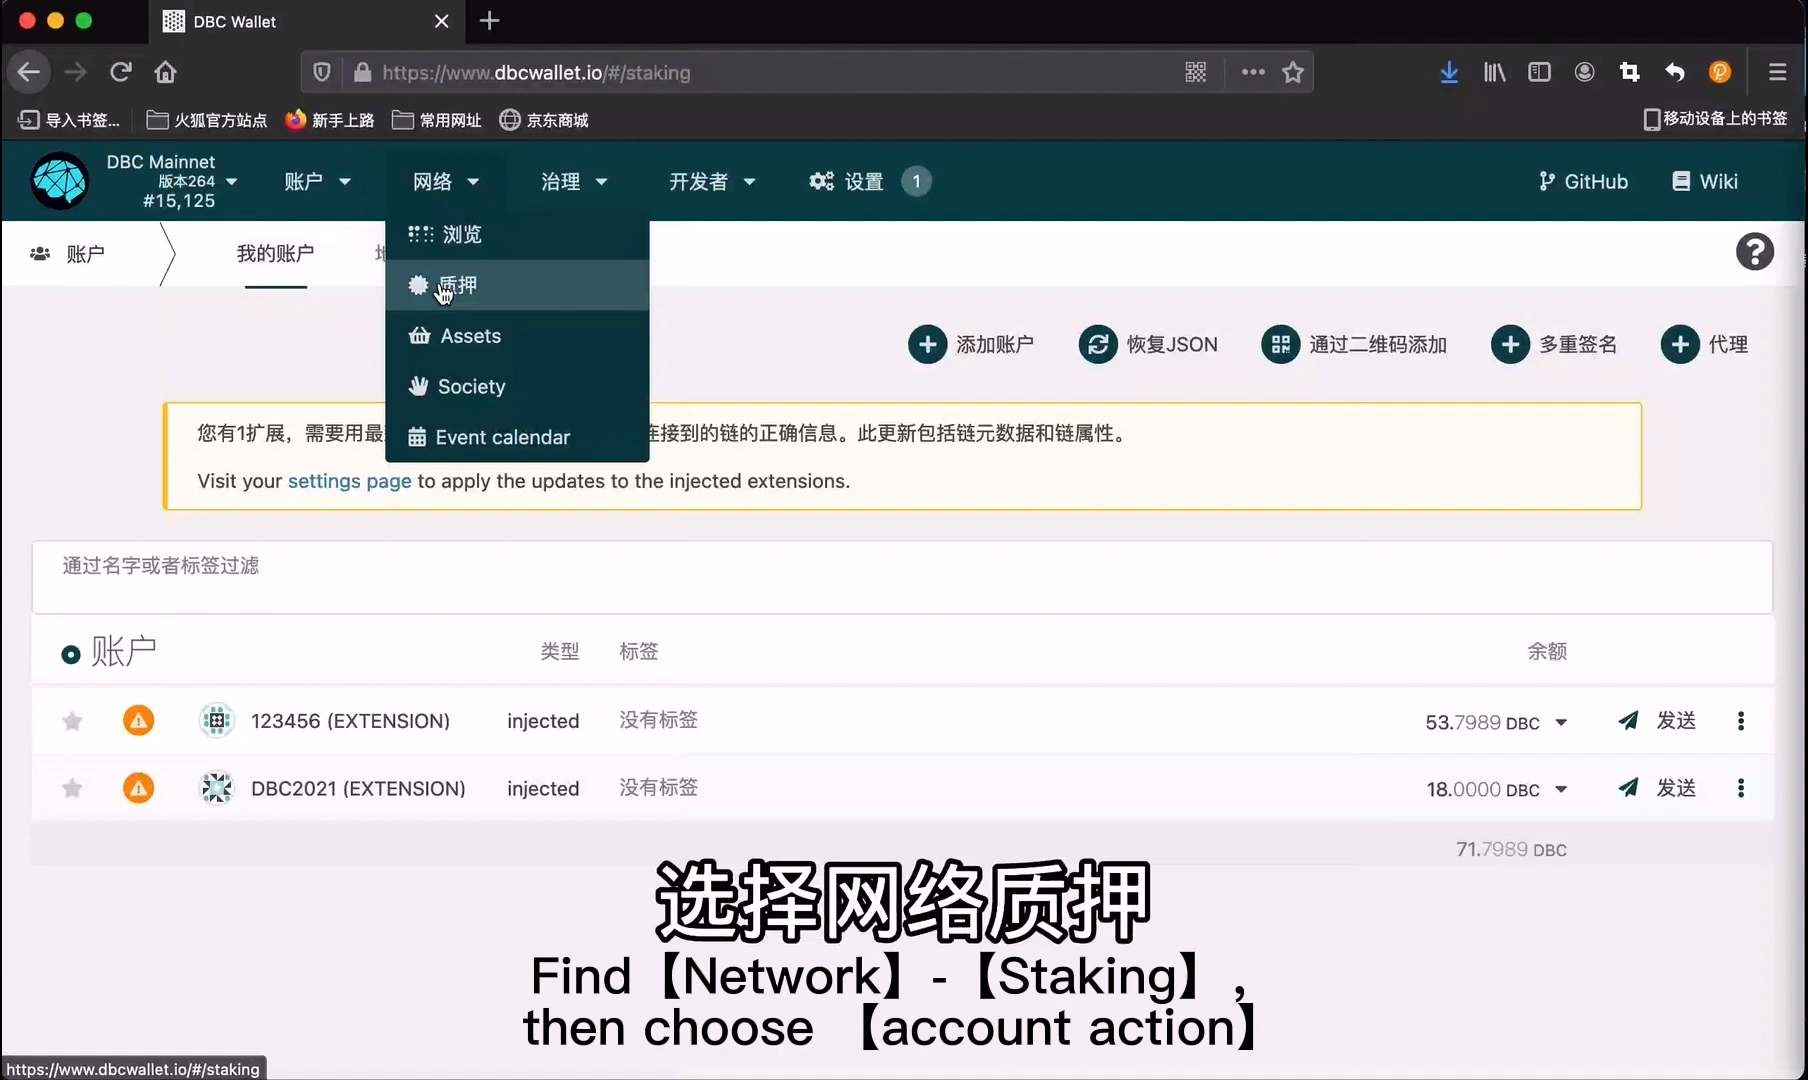 DBC Wallet
https://www.dbcwallet.io/#/staking
导入书签...
火狐官方站点
新手上路
常用网址
京东商城
移动设备上的书签
DBC Mainnet
版本264
#15,125
账户
网络
治理
开发者
设置
1
GitHub
Wiki
浏览
质押
Assets
Society
Event calendar
账户
我的账户
添加账户
恢复JSON
通过二维码添加
多重签名
代理
您有1扩展，需要用最
连接到的链的正确信息。此更新包括链元数据和链属性。
Visit your settings page to apply the updates to the injected extensions.
通过名字或者标签过滤
账户 类型 标签 余额
123456 (EXTENSION) injected 没有标签 53.7989 DBC 发送
DBC2021 (EXTENSION) injected 没有标签 18.0000 DBC 发送
71.7989 DBC
选择网络质押
Find【Network】-【Staking】,
then choose 【account action】
https://www.dbcwallet.io/#/staking